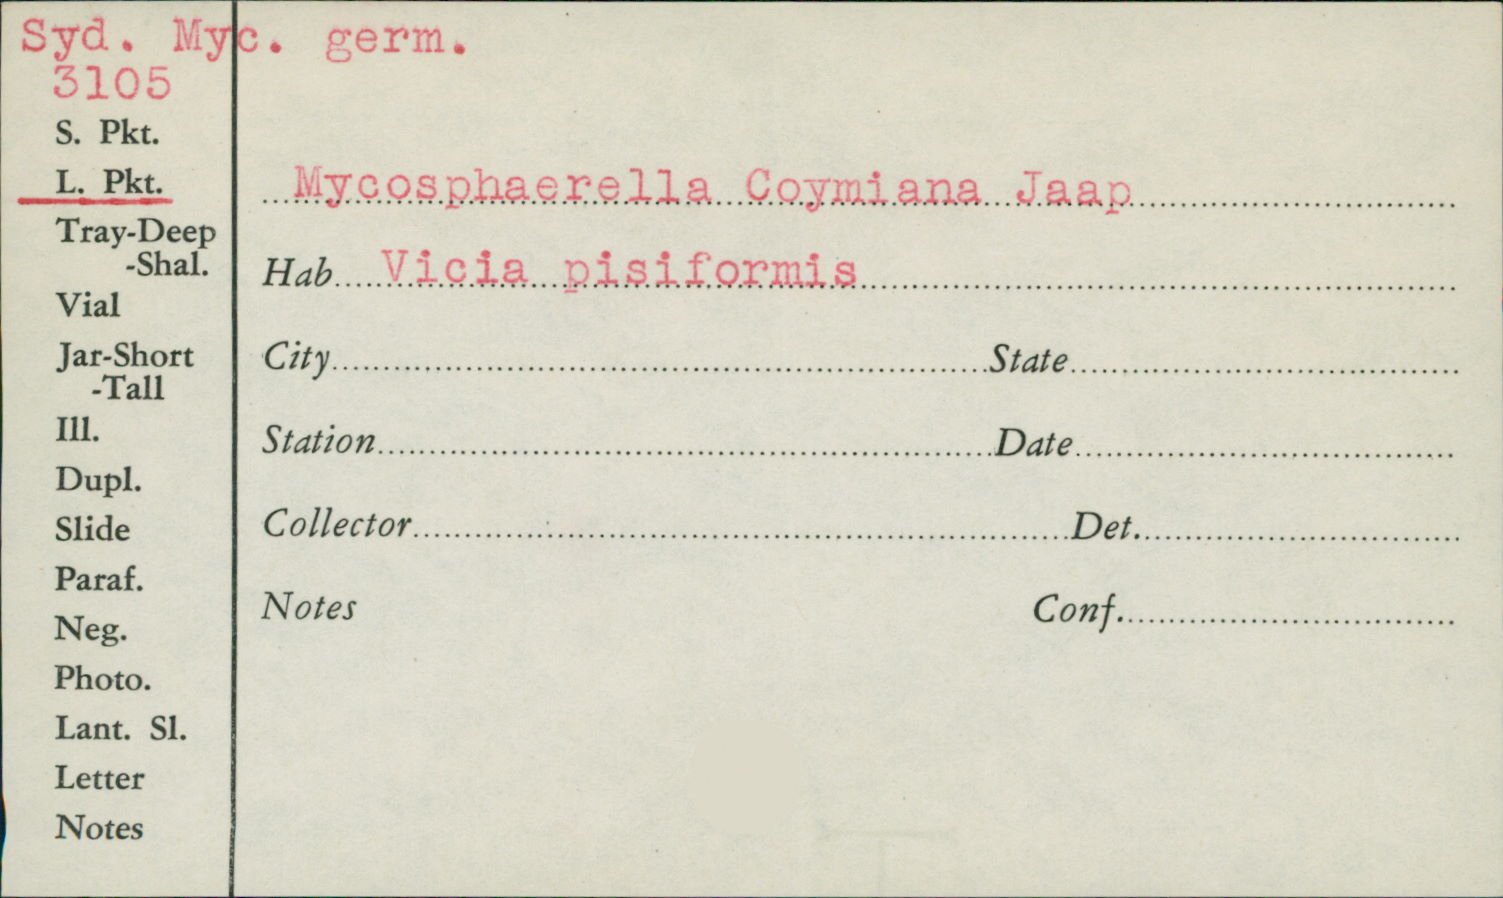 Syd. Myc. germ.
3105
S. Pkt.
L. Pkt.
Tray-Deep
-Shal.
Vial
Jar-Short
-Tall
Ill.
Dupl.
Slide
Paraf.
Neg.
Photo.
Lant. Sl.
Letter
Notes
Mycosphaerella Coymiana Jaap
Hab Vicia pisiformis
City State
Station Date
Collector Det.
Notes Conf.